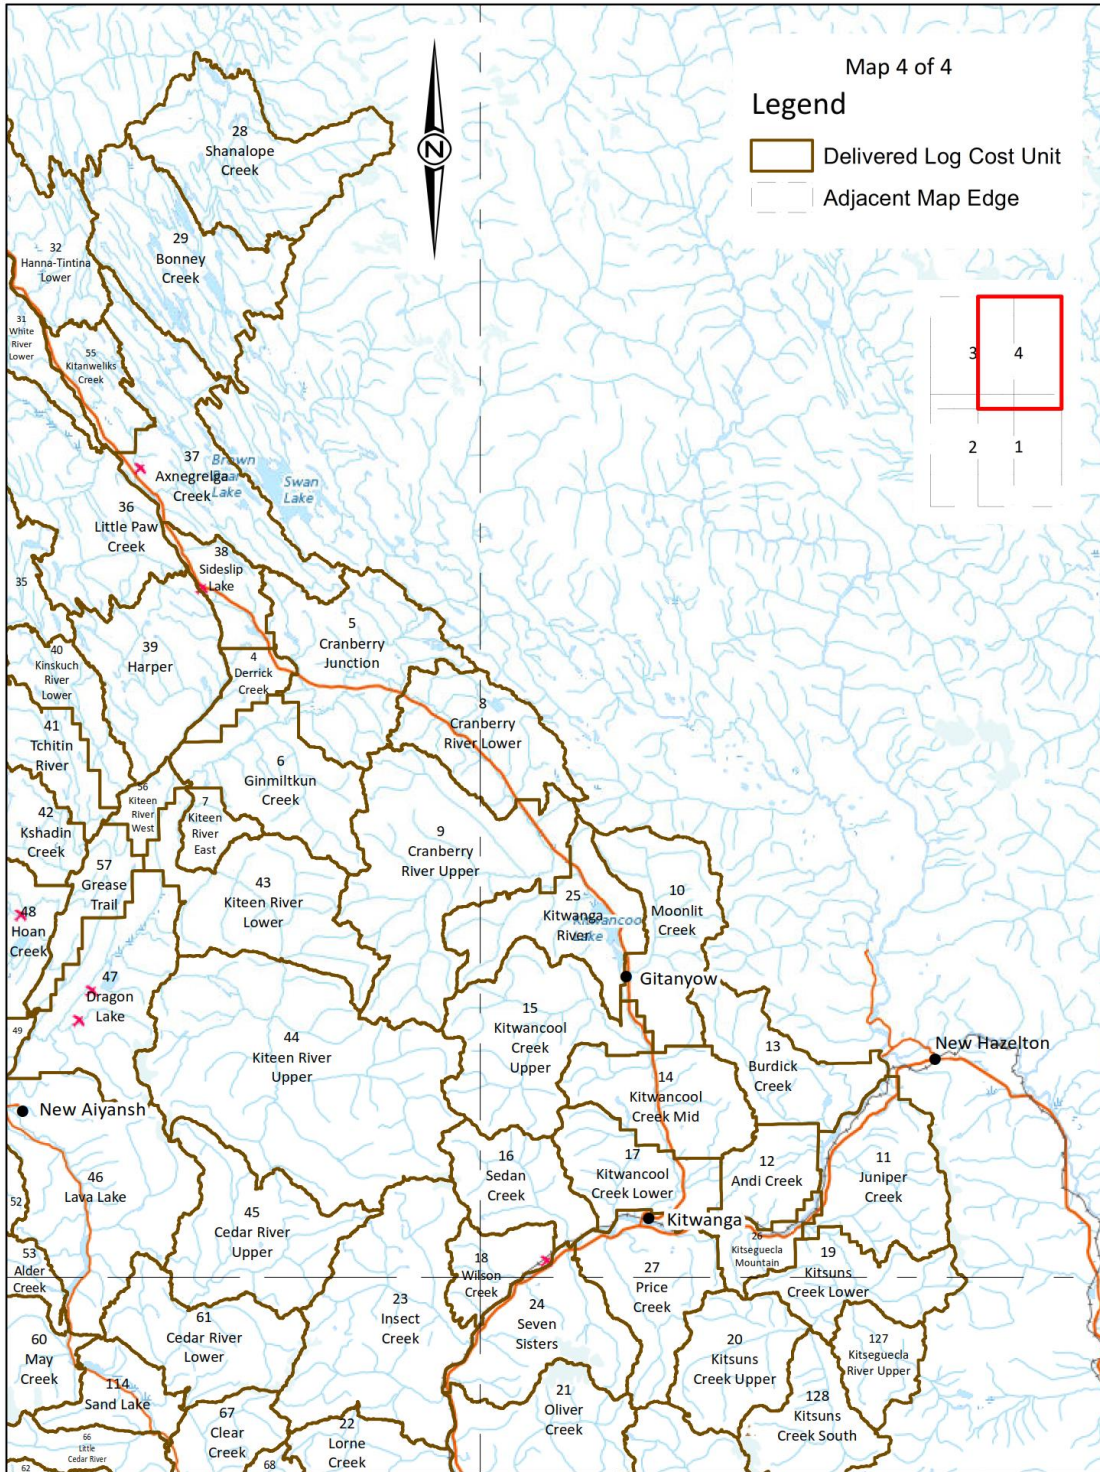 Map 4 of 4
Legend
Delivered Log Cost Unit
Adjacent Map Edge
N
3
4
2
1
28
Shanalope
Creek
29
Bonney
Creek
32
Hanna-Tintina
Lower
31
White
River
Lower
55
Kitanweliks
Creek
37
Axnegrelga
Creek
Brown
Bear
Lake
Swan
Lake
36
Little Paw
Creek
38
Sideslip
Lake
35
5
Cranberry
Junction
39
Harper
40
Kinskuch
River
Lower
4
Derrick
Creek
8
Cranberry
River Lower
41
Tchitin
River
6
Ginmiltkun
Creek
56
Kiteen
River
West
7
Kiteen
River
East
42
Kshadin
Creek
9
Cranberry
River Upper
57
Grease
Trail
43
Kiteen River
Lower
25
Kitwanga
River
Kitwancool
Lake
10
Moonlit
Creek
48
Hoan
Creek
Gitanyow
47
Dragon
Lake
15
Kitwancool
Creek
Upper
49
44
Kiteen River
Upper
13
Burdick
Creek
New Hazelton
14
Kitwancool
Creek Mid
New Aiyansh
16
Sedan
Creek
17
Kitwancool
Creek Lower
12
Andi Creek
11
Juniper
Creek
46
Lava Lake
52
45
Cedar River
Upper
Kitwanga
26
Kitseguecla
Mountain
53
Alder
Creek
18
Wilson
Creek
19
Kitsuns
Creek Lower
27
Price
Creek
23
Insect
Creek
24
Seven
Sisters
61
Cedar River
Lower
60
May
Creek
20
Kitsuns
Creek Upper
127
Kitseguecla
River Upper
114
Sand Lake
21
Oliver
Creek
128
Kitsuns
Creek South
67
Clear
Creek
22
Lorne
Creek
66
Little
Cedar River
62
68